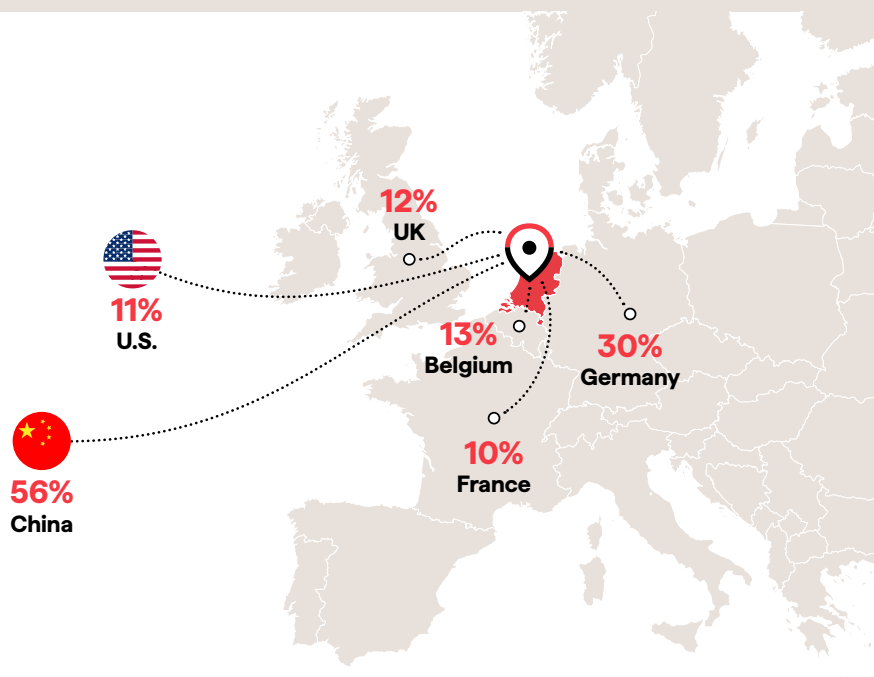 12%
UK
11%
U.S.
13%
Belgium
30%
Germany
10%
France
56%
China